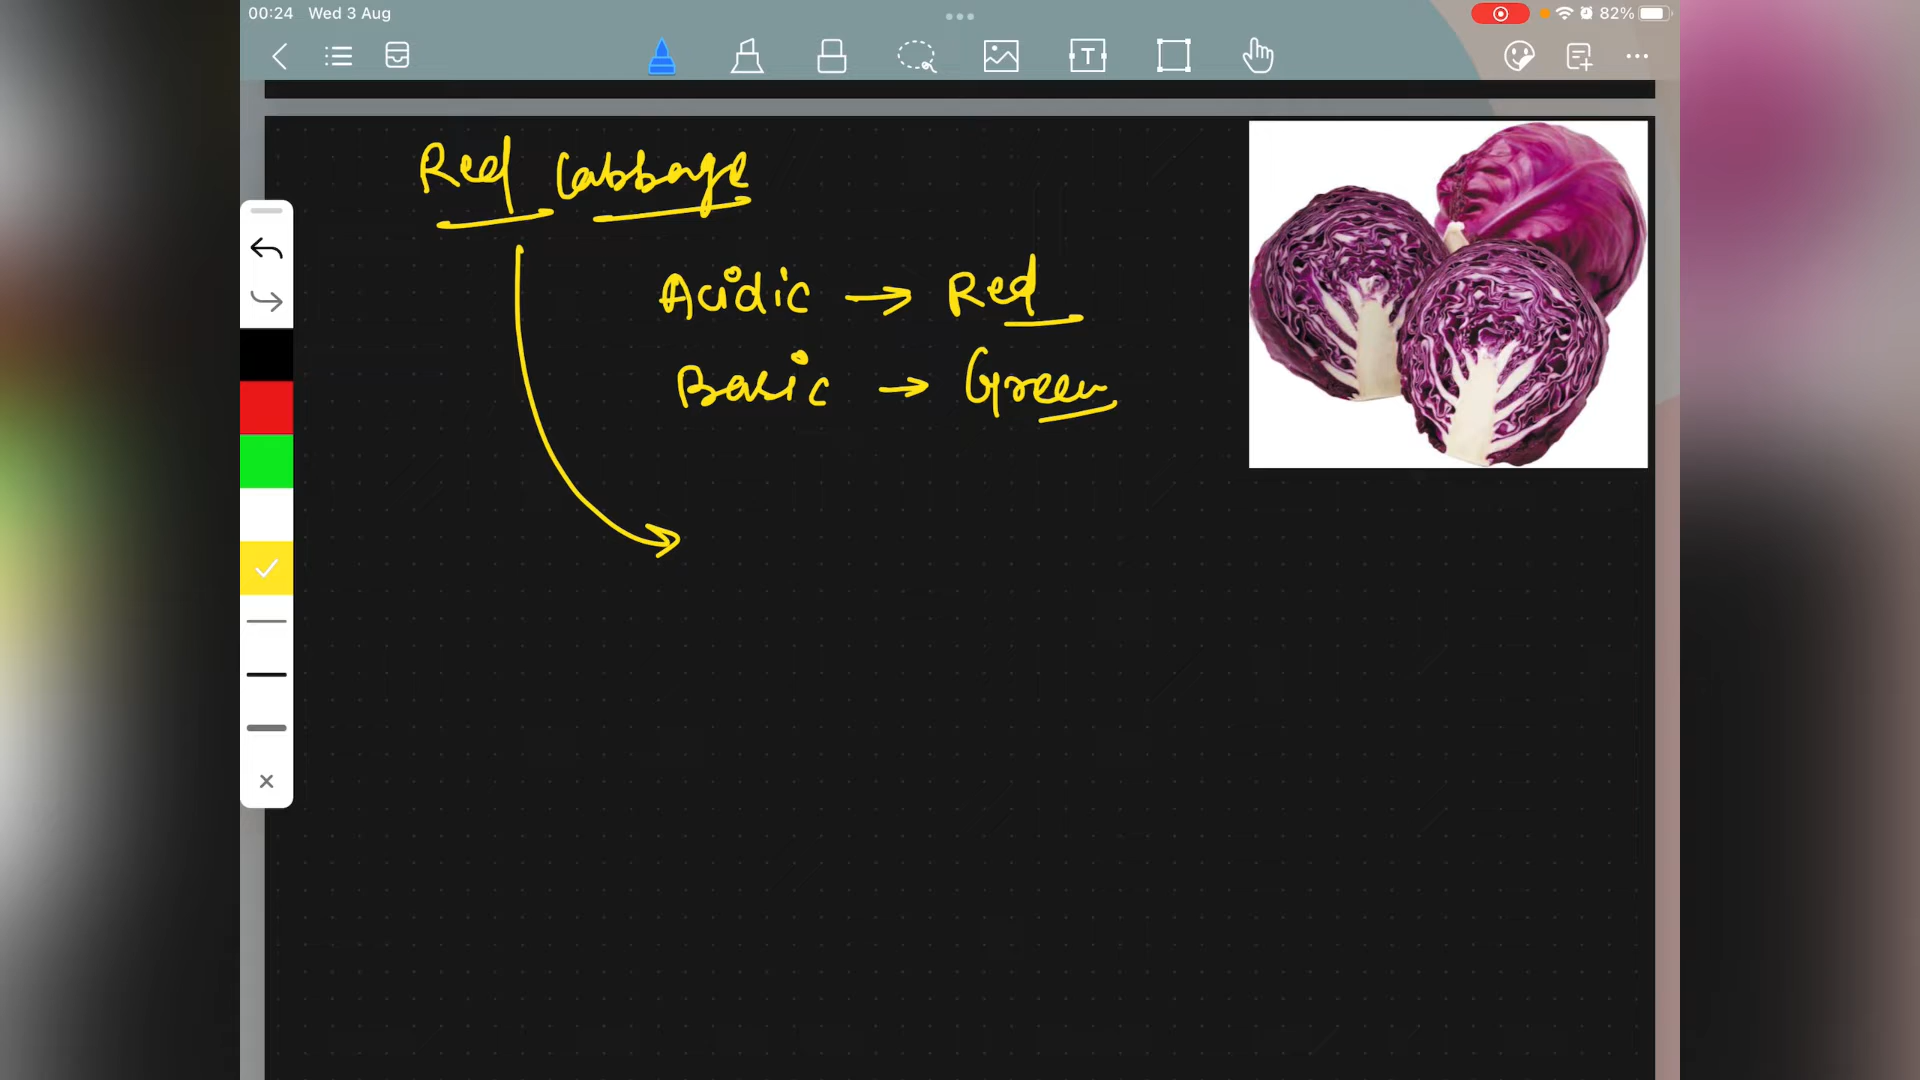 00:24 Wed 3 Aug
82%
T
Red Cabbage
Acidic → Red
Basic → Green